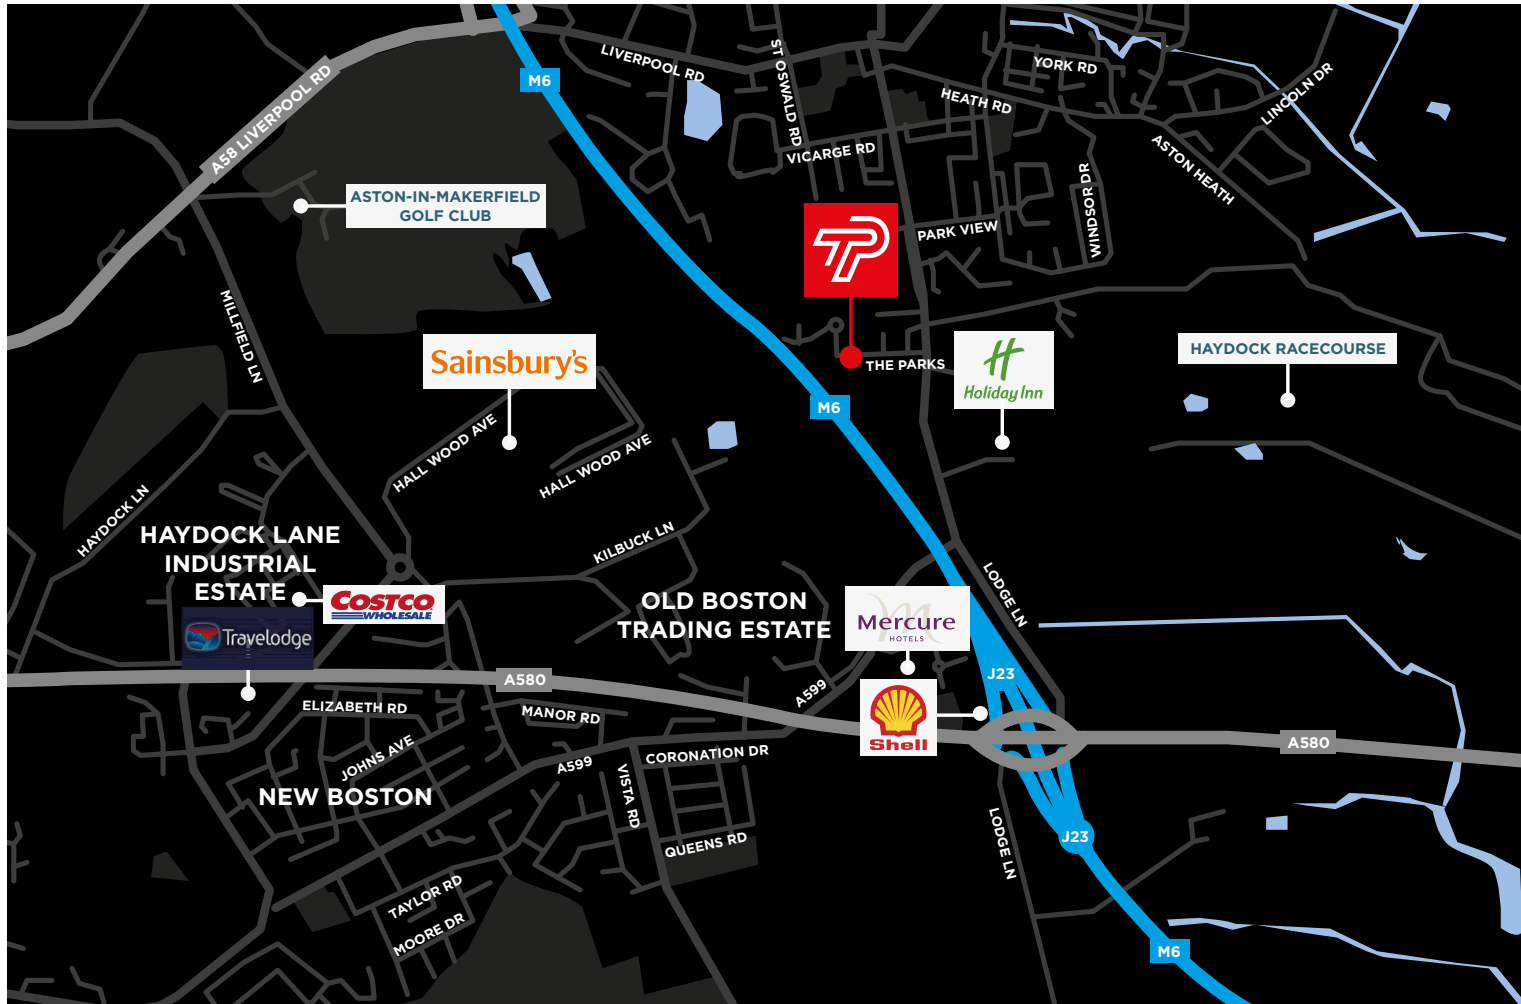 M6
LIVERPOOL RD
ST OSWALD RD
YORK RD
HEATH RD
LINCOLN DR
A58 LIVERPOOL RD
VICARGE RD
ASTON HEATH
WINDSOR DR
ASTON-IN-MAKERFIELD
GOLF CLUB
PARK VIEW
TP
MILLFIELD LN
Sainsbury's
THE PARKS
Holiday Inn
HAYDOCK RACECOURSE
M6
HALL WOOD AVE
HALL WOOD AVE
HAYDOCK LN
HAYDOCK LANE
INDUSTRIAL
ESTATE
KILBUCK LN
COSTCO
WHOLESALE
Travelodge
OLD BOSTON
TRADING ESTATE
m
Mercure
HOTELS
LODGE LN
J23
A580
A599
ELIZABETH RD
MANOR RD
Shell
A580
JOHNS AVE
A599
CORONATION DR
VISTA RD
NEW BOSTON
QUEENS RD
LODGE LN
J23
TAYLOR RD
MOORE DR
M6